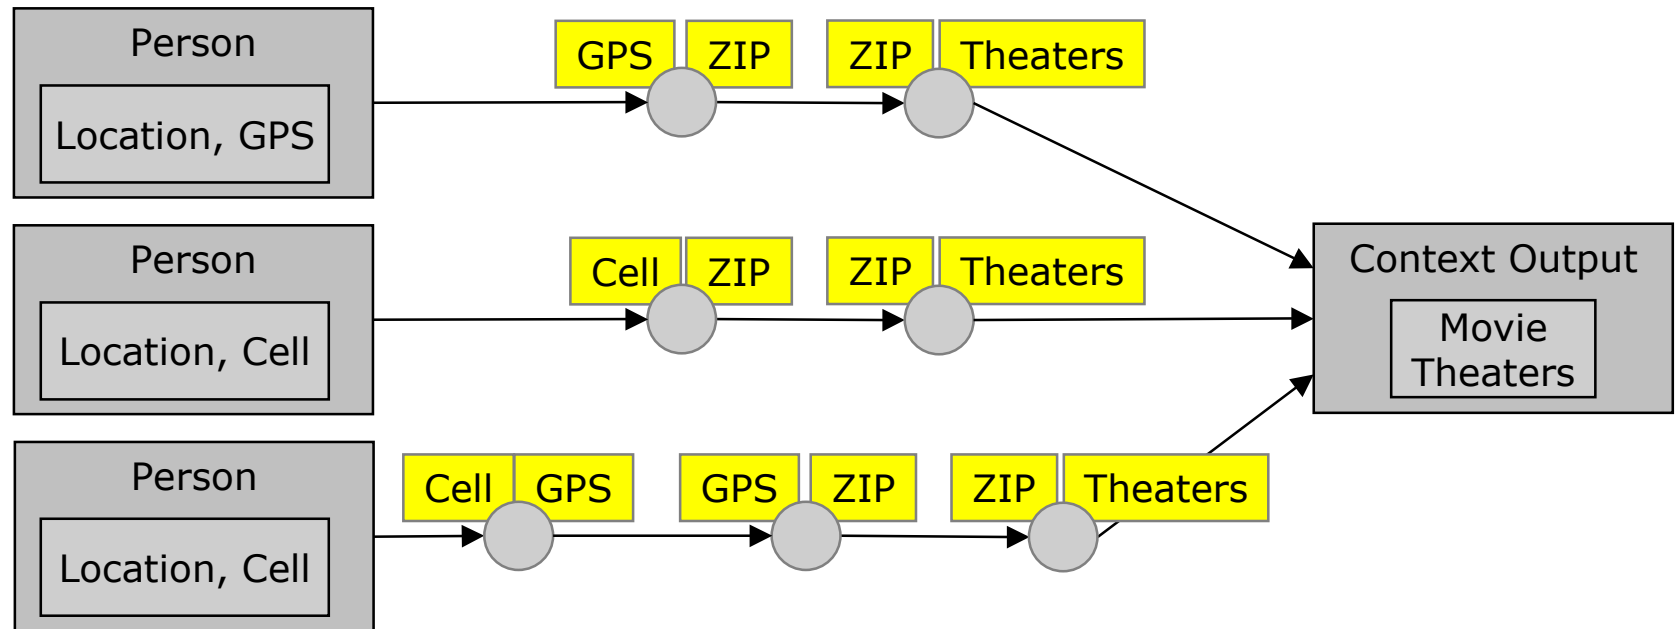 Person
Location, GPS
GPS ZIP
ZIP Theaters
Person
Location, Cell
Cell ZIP
ZIP Theaters
Person
Location, Cell
Cell GPS
GPS ZIP
ZIP Theaters
Context Output
Movie
Theaters